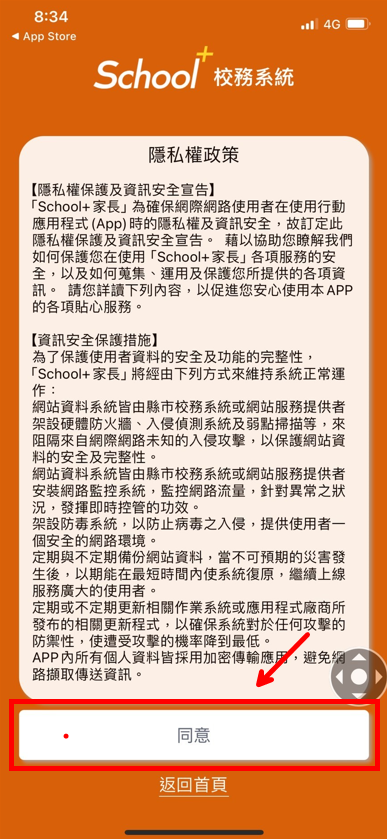 8:34
4G
◀ App Store
School+ 校務系統
隱私權政策
【隱私權保護及資訊安全宣告】
「School+家長」為確保網際網路使用者在使用行動
應用程式(App)時的隱私權及資訊安全，故訂定此
隱私權保護及資訊安全宣告。 藉以協助您瞭解我們
如何保護您在使用「School+家長」各項服務的安
全，以及如何蒐集、運用及保護您所提供的各項資
訊。 請您詳讀下列內容，以促進您安心使用本APP
的各項貼心服務。
【資訊安全保護措施】
為了保護使用者資料的安全及功能的完整性，
「School+家長」將經由下列方式來維持系統正常運
作：
網站資料系統皆由縣市校務系統或網站服務提供者
架設硬體防火牆、入侵偵測系統及弱點掃描等，來
阻隔來自網際網路未知的入侵攻擊，以保護網站資
料的安全及完整性。
網站資料系統皆由縣市校務系統或網站服務提供者
安裝網路監控系統，監控網路流量，針對異常之狀
況，發揮即時控管的功效。
架設防毒系統，以防止病毒之入侵，提供使用者一
個安全的網路環境。
定期與不定期備份網站資料，當不可預期的災害發
生後，以期能在最短時間內使系統復原，繼續上線
服務廣大的使用者。
定期或不定期更新相關作業系統或應用程式廠商所
發布的相關更新程式，以確保系統對於任何攻擊的
防禦性，使遭受攻擊的機率降到最低。
APP內所有個人資料皆採用加密傳輸應用，避免網
路擷取傳送資訊。
同意
返回首頁